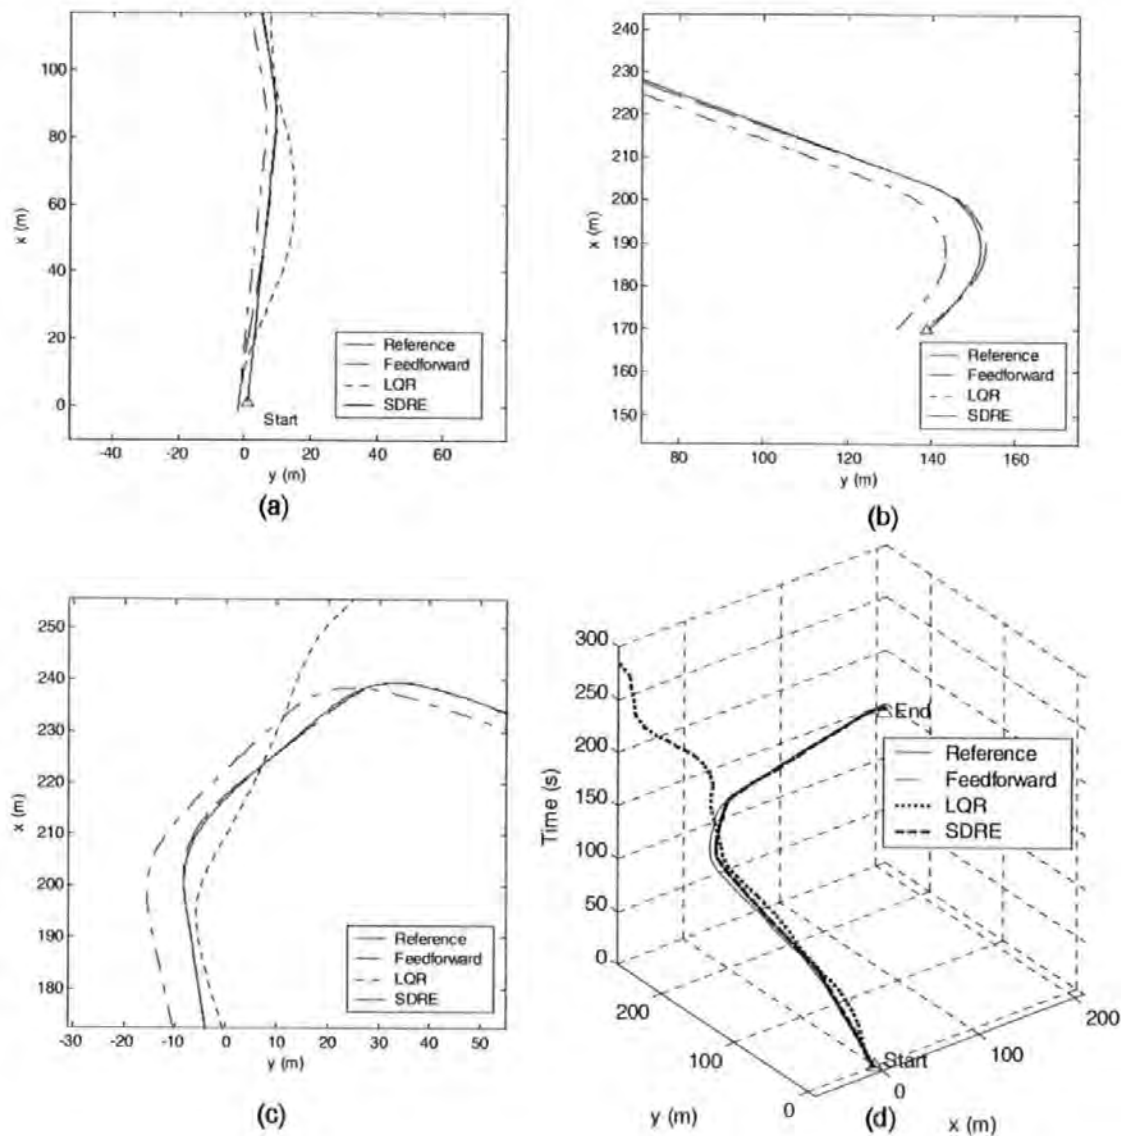 100
80
60
40
20
0
x (m)
Reference
Feedforward
LQR
SDRE
Start
-40 -20 0 20 40 60
y (m)
(a)
240
230
220
210
200
190
180
170
160
150
x (m)
Reference
Feedforward
LQR
SDRE
80 100 120 140 160
y (m)
(b)
250
240
230
220
210
200
190
180
x (m)
Reference
Feedforward
LQR
SDRE
-30 -20 -10 0 10 20 30 40 50
y (m)
(c)
300
250
200
150
100
50
0
Time (s)
End
Reference
Feedforward
LQR
SDRE
Start
200
100
0
y (m)
0
100
200
x (m)
(d)